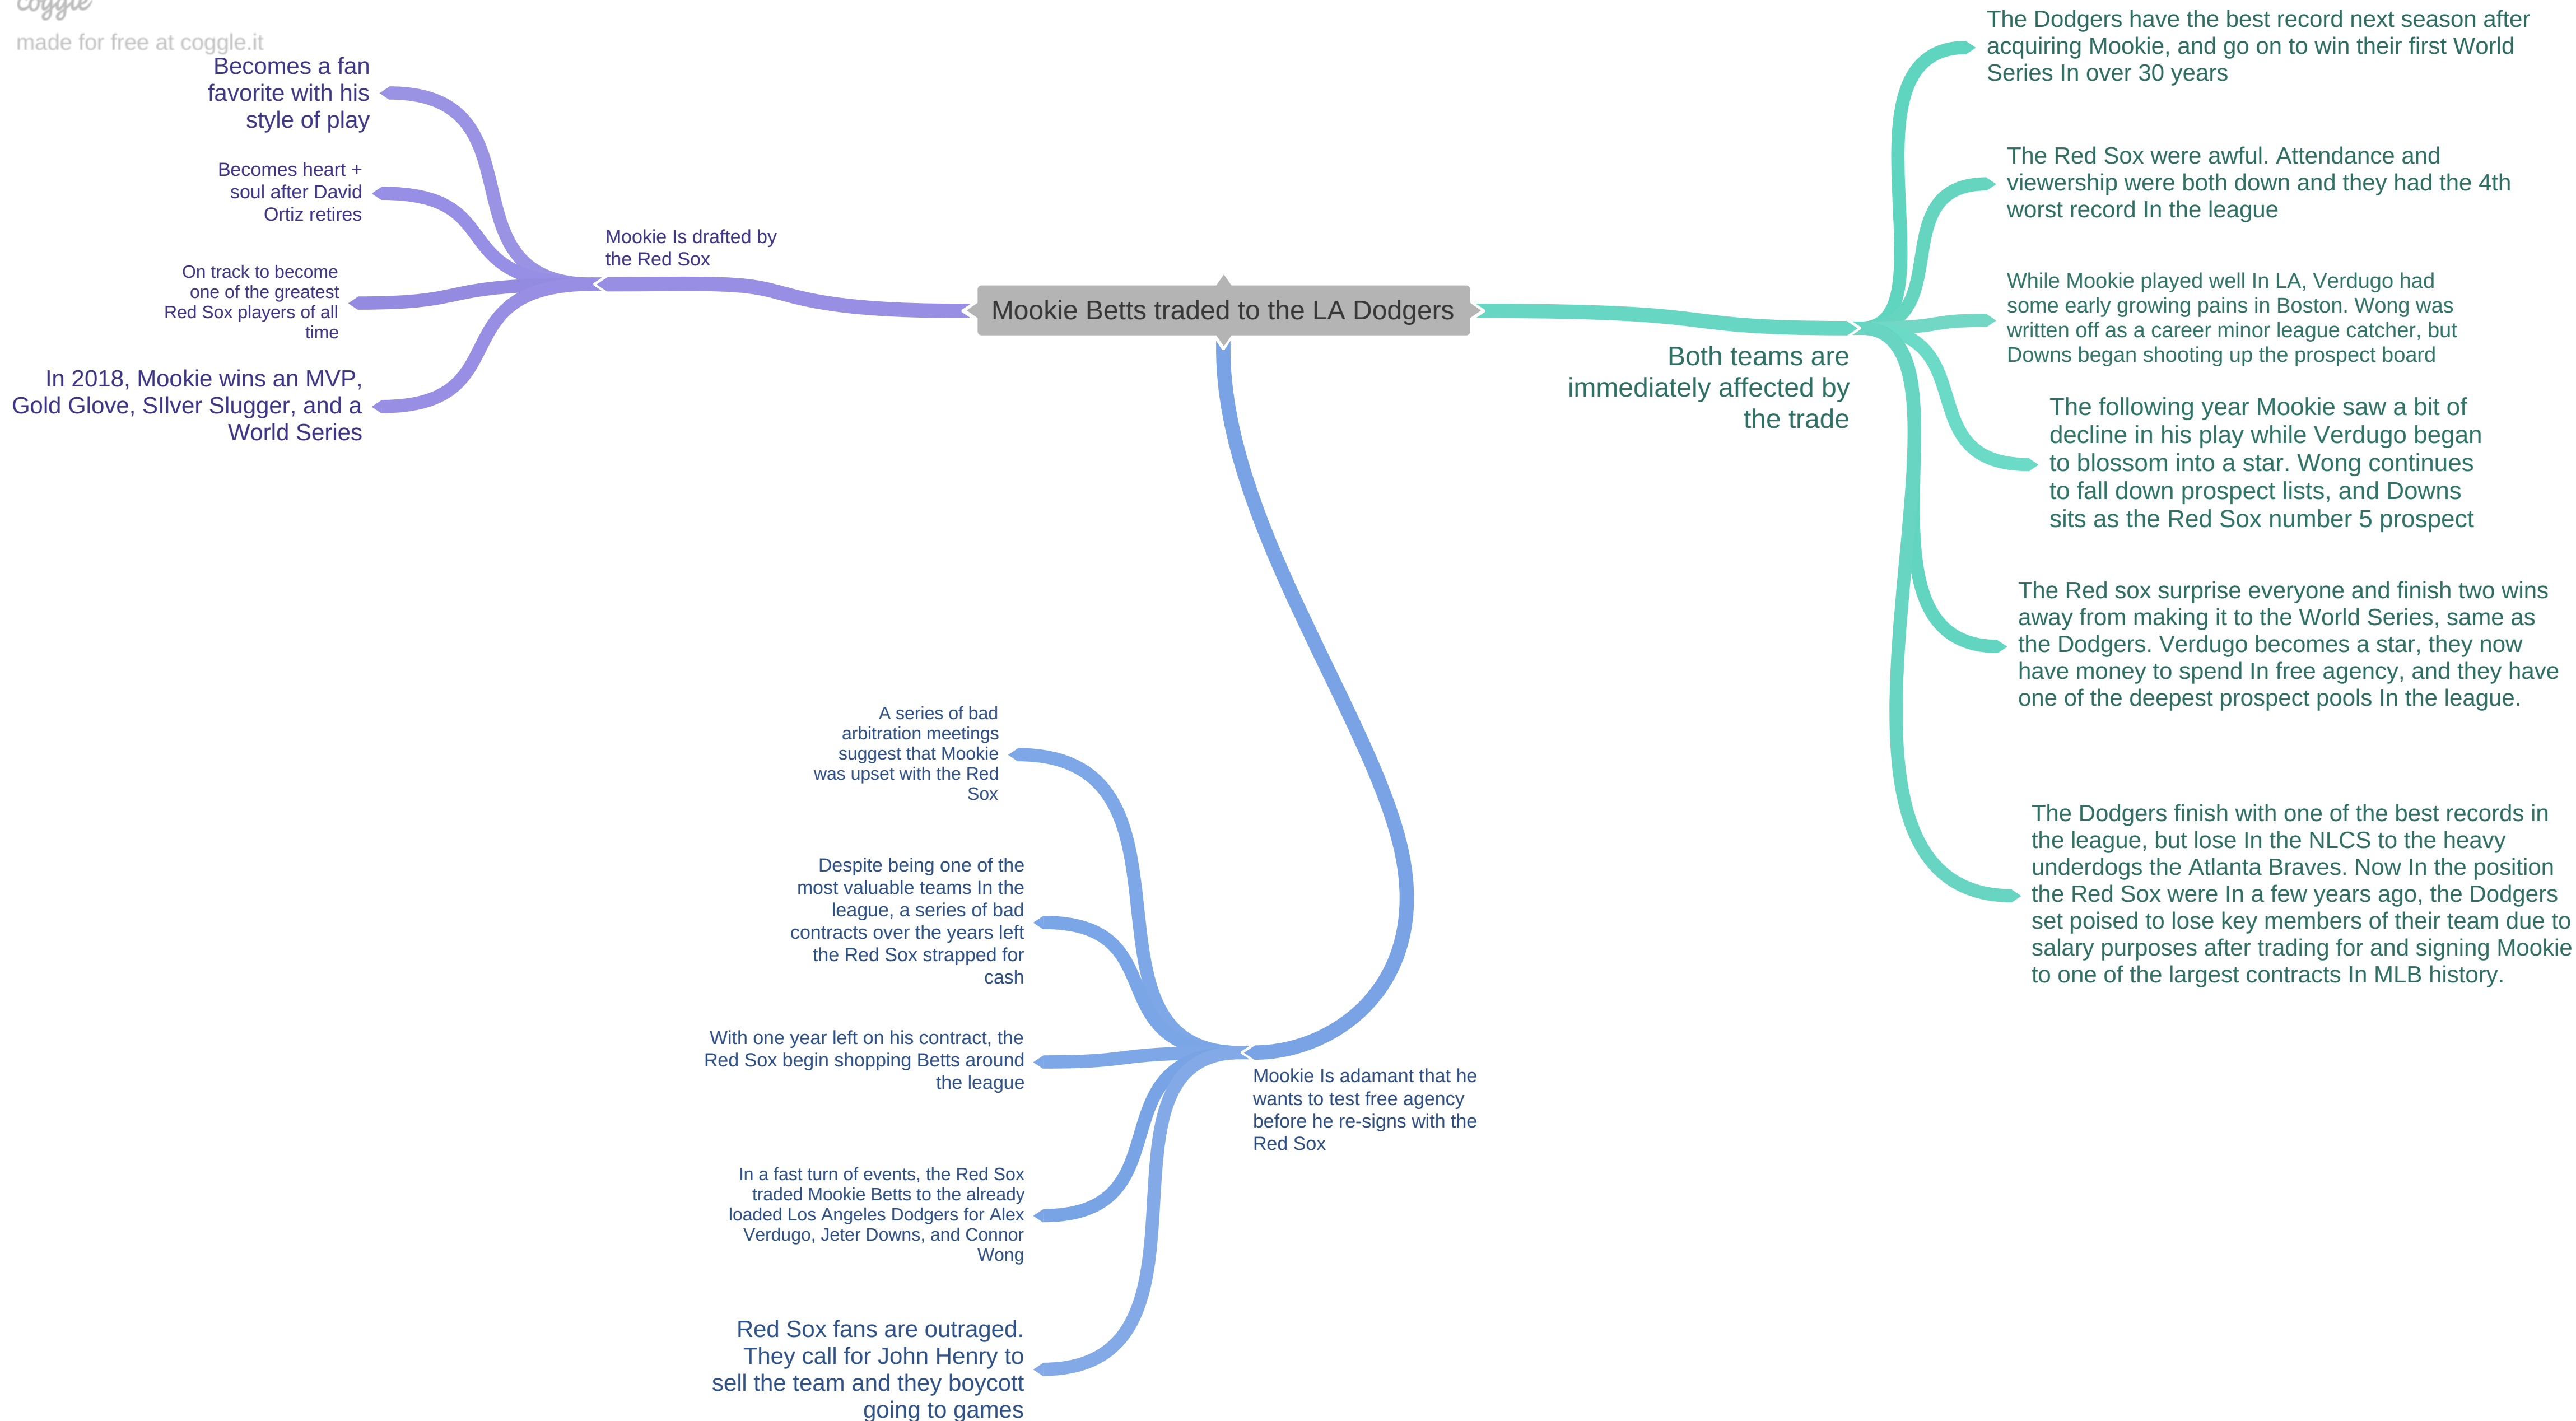 coggle
made for free at coggle.it
Becomes a fan
favorite with his
style of play
Becomes heart +
soul after David
Ortiz retires
On track to become
one of the greatest
Red Sox players of all
time
In 2018, Mookie wins an MVP,
Gold Glove, SIlver Slugger, and a
World Series
Mookie Is drafted by
the Red Sox
Mookie Betts traded to the LA Dodgers
Both teams are
immediately affected by
the trade
The Dodgers have the best record next season after
acquiring Mookie, and go on to win their first World
Series In over 30 years
The Red Sox were awful. Attendance and
viewership were both down and they had the 4th
worst record In the league
While Mookie played well In LA, Verdugo had
some early growing pains in Boston. Wong was
written off as a career minor league catcher, but
Downs began shooting up the prospect board
The following year Mookie saw a bit of
decline in his play while Verdugo began
to blossom into a star. Wong continues
to fall down prospect lists, and Downs
sits as the Red Sox number 5 prospect
The Red sox surprise everyone and finish two wins
away from making it to the World Series, same as
the Dodgers. Verdugo becomes a star, they now
have money to spend In free agency, and they have
one of the deepest prospect pools In the league.
The Dodgers finish with one of the best records in
the league, but lose In the NLCS to the heavy
underdogs the Atlanta Braves. Now In the position
the Red Sox were In a few years ago, the Dodgers
set poised to lose key members of their team due to
salary purposes after trading for and signing Mookie
to one of the largest contracts In MLB history.
A series of bad
arbitration meetings
suggest that Mookie
was upset with the Red
Sox
Despite being one of the
most valuable teams In the
league, a series of bad
contracts over the years left
the Red Sox strapped for
cash
With one year left on his contract, the
Red Sox begin shopping Betts around
the league
In a fast turn of events, the Red Sox
traded Mookie Betts to the already
loaded Los Angeles Dodgers for Alex
Verdugo, Jeter Downs, and Connor
Wong
Red Sox fans are outraged.
They call for John Henry to
sell the team and they boycott
going to games
Mookie Is adamant that he
wants to test free agency
before he re-signs with the
Red Sox